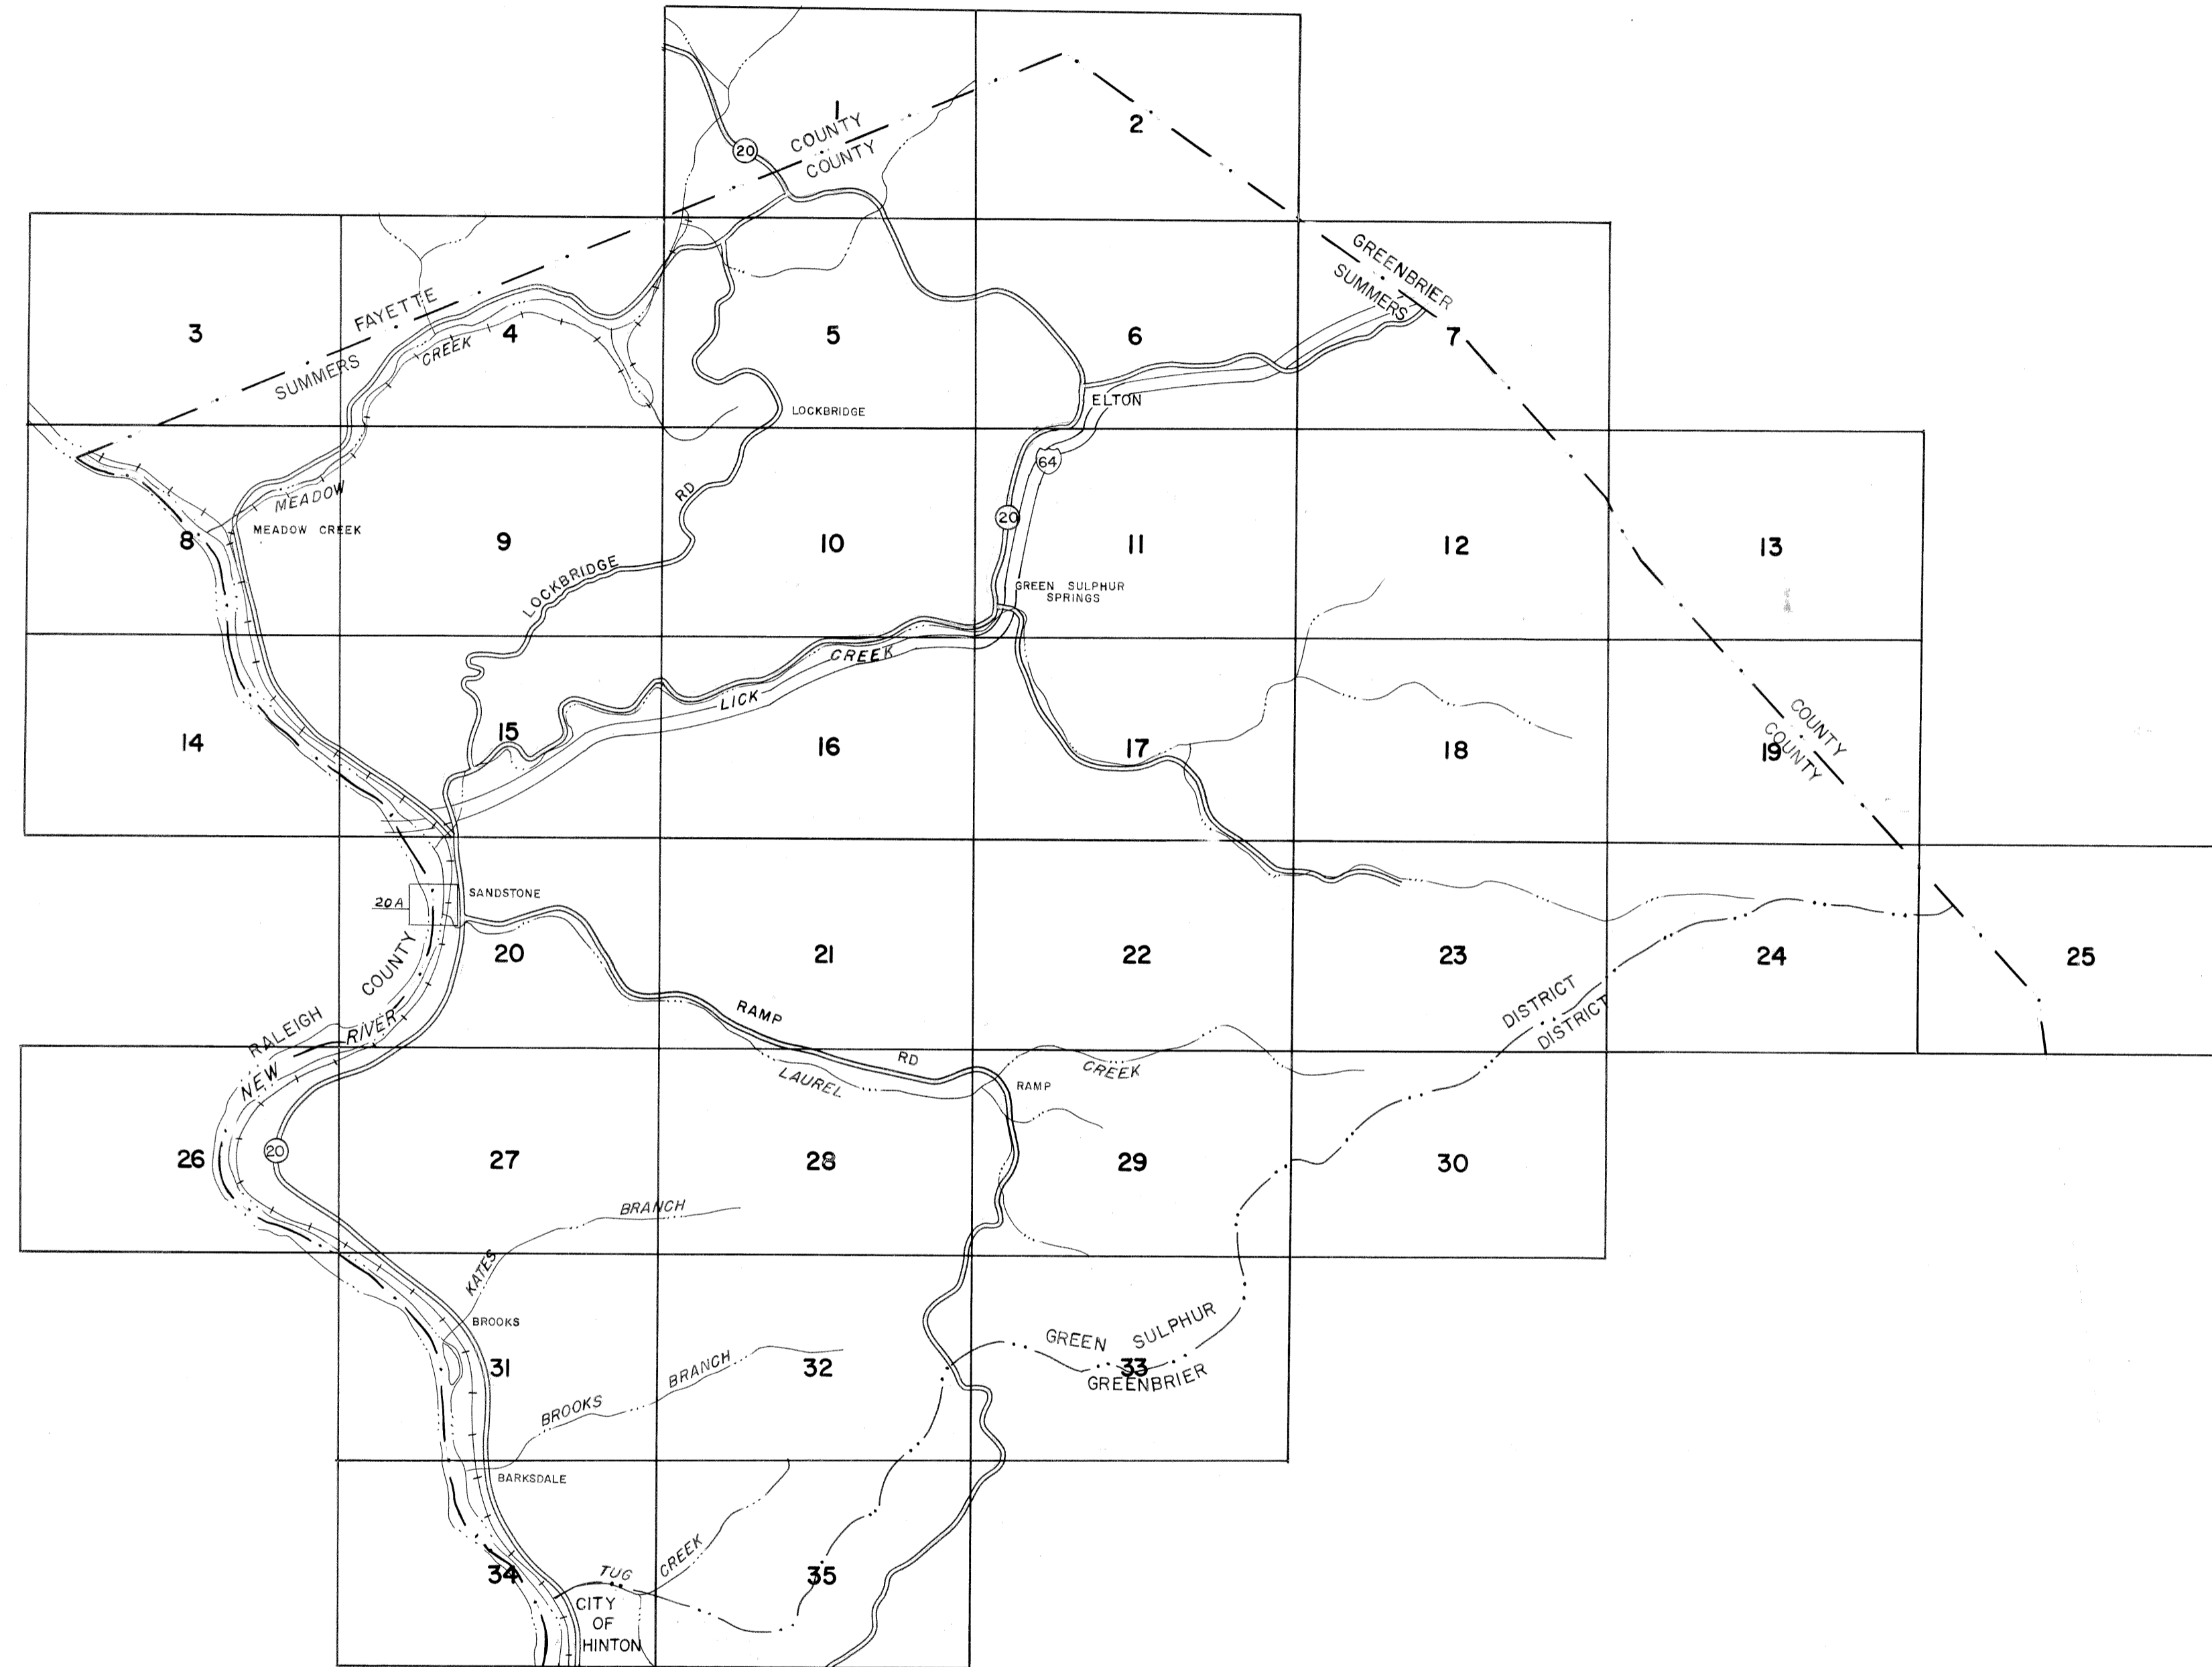 1
COUNTY
COUNTY
20
2
3
FAYETTE
SUMMERS
4
CREEK
5
LOCKBRIDGE
6
ELTON
GREENBRIER
SUMMERS
7
8
MEADOW
MEADOW CREEK
9
LOCKBRIDGE RD
10
64
20
11
GREEN SULPHUR
SPRINGS
12
13
14
15
LICK CREEK
16
17
18
COUNTY
COUNTY
19
20A
SANDSTONE
20
21
22
23
24
25
RALEIGH COUNTY
NEW RIVER
RAMP RD
LAUREL CREEK
RAMP
DISTRICT
DISTRICT
26
20
27
28
29
30
KATES BRANCH
BROOKS
31
BROOKS BRANCH
32
GREEN SULPHUR
33
GREENBRIER
BARKSDALE
34
TUG CREEK
35
CITY
OF
HINTON